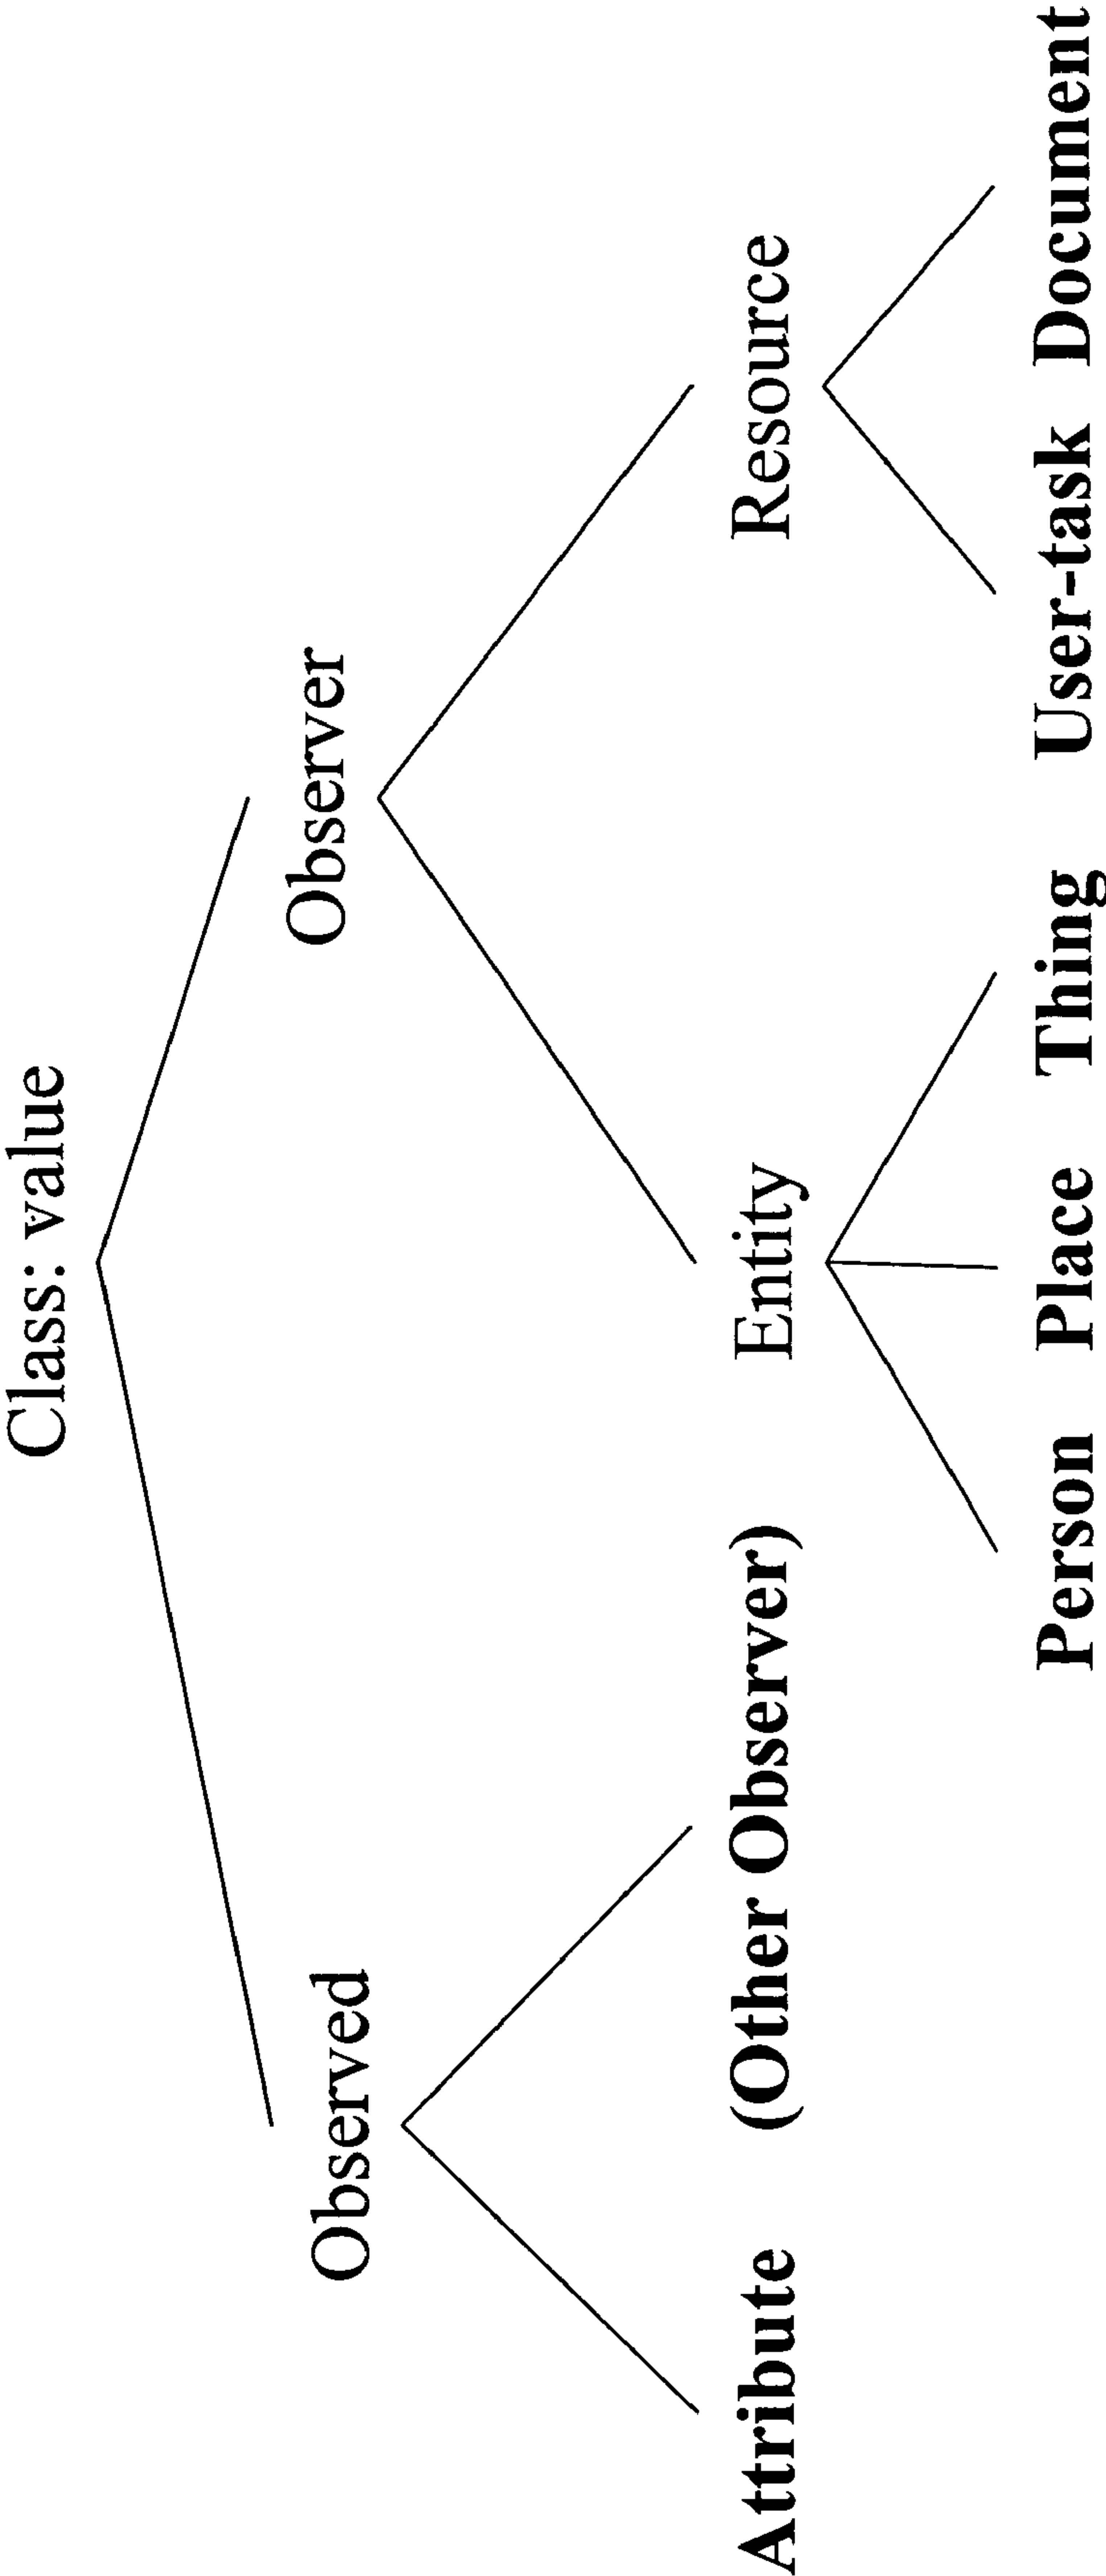 Class: value
Observed
Observer
Attribute
(Other Observer)
Entity
Resource
Person
Place
Thing
User-task
Document